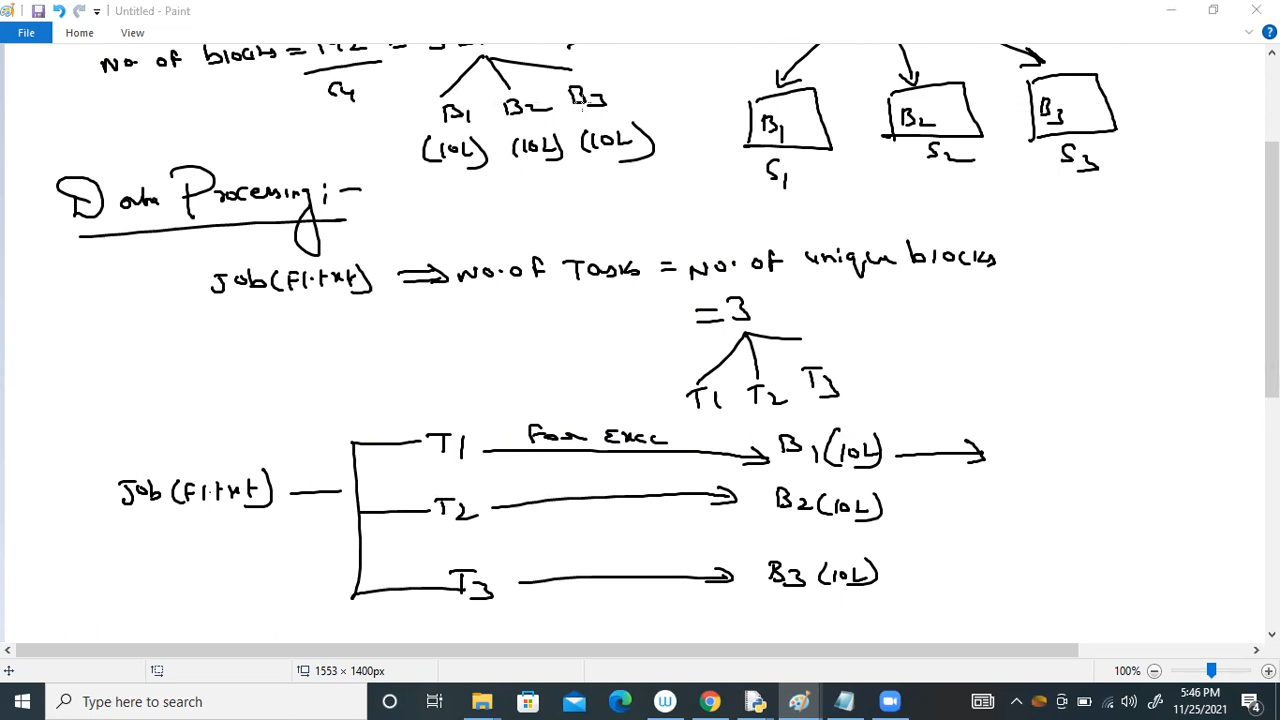 Untitled - Paint
File Home View
No. of blocks = 192 =
64
B1 B2 B3
(10L) (10L) (10L)
B1 B2 B3
S1 S2 S3
Data Processing :-
Job(F1.txt) ⇒ No. of Tasks = No. of unique blocks
= 3
T1 T2 T3
T1 For Exec B1(10L)
Job(F1.txt)
T2 B2(10L)
T3 B3(10L)
1553 × 1400px 100%
Type here to search
5:46 PM
11/25/2021
4